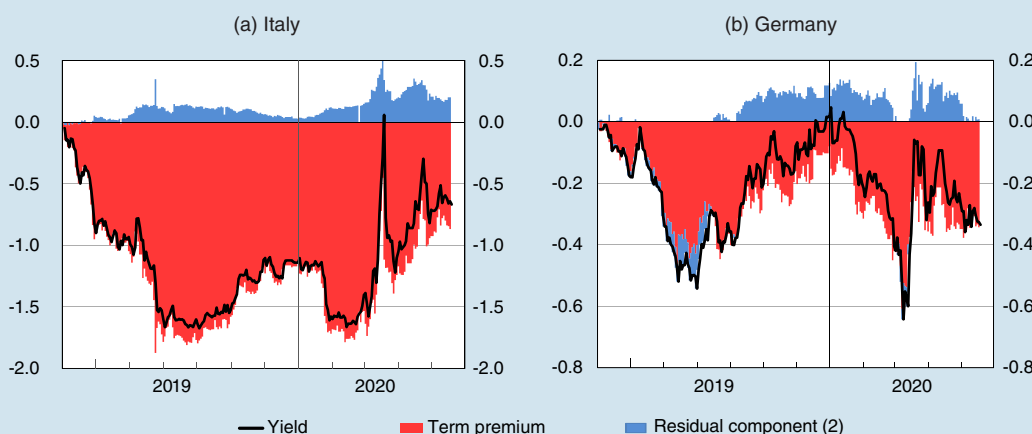 (a) Italy
(b) Germany
0.5 0.5 0.2 0.2
0.0 0.0 0.0 0.0
-0.5 -0.5 -0.2 -0.2
-1.0 -1.0 -0.4 -0.4
-1.5 -1.5 -0.6 -0.6
-2.0 -2.0 -0.8 -0.8
2019 2020 2019 2020
Yield Term premium Residual component (2)